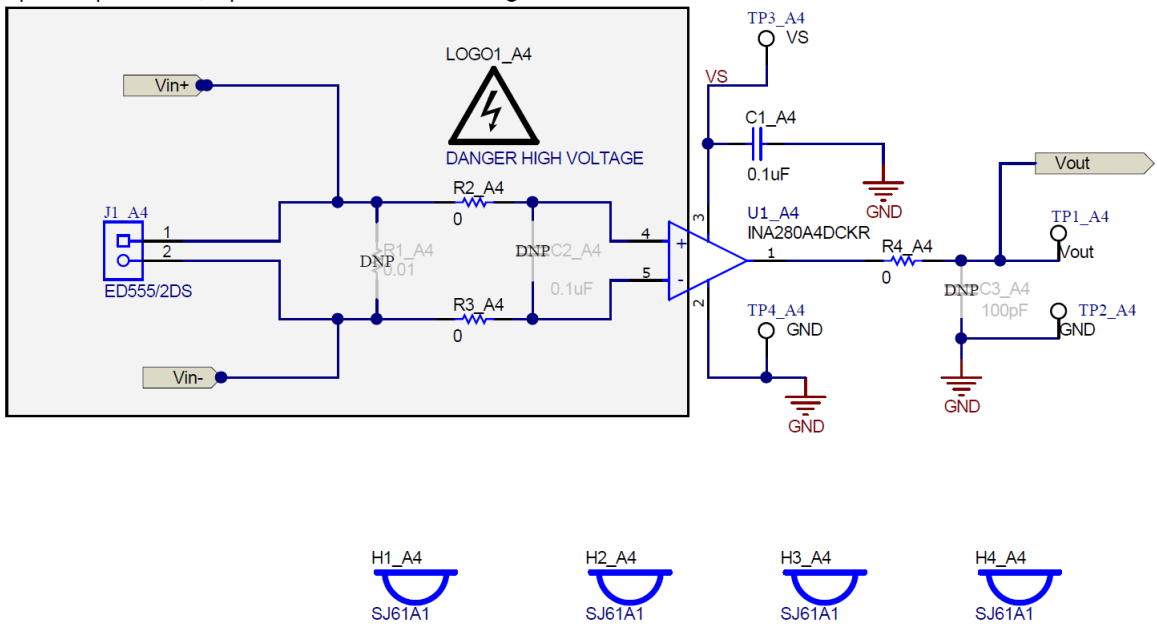 TP3_A4
VS
LOGO1_A4
Vin+
VS
C1_A4
DANGER HIGH VOLTAGE
0.1uF
Vout
R2_A4
0
GND
J1_A4
3
U1_A4
INA280A4DCKR
TP1_A4
1
2
R1_A4
DNP
0.01
DNP
C2_A4
0.1uF
4
+
5
-
1
R4_A4
0
Vout
ED555/2DS
R3_A4
0
2
TP4_A4
GND
DNP
C3_A4
100pF
TP2_A4
GND
Vin-
GND
GND
H1_A4
H2_A4
H3_A4
H4_A4
SJ61A1
SJ61A1
SJ61A1
SJ61A1